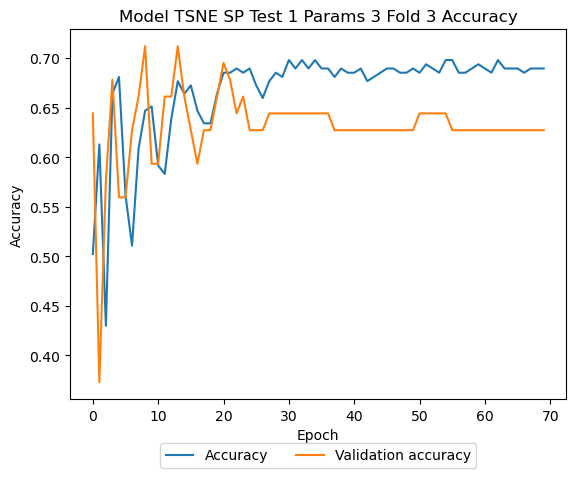 Model TSNE SP Test 1 Params 3 Fold 3 Accuracy
0.70
0.65
0.60
0.55
0.50
0.45
0.40
Accuracy
0 10 20 30 40 50 60 70
Epoch
Accuracy Validation accuracy